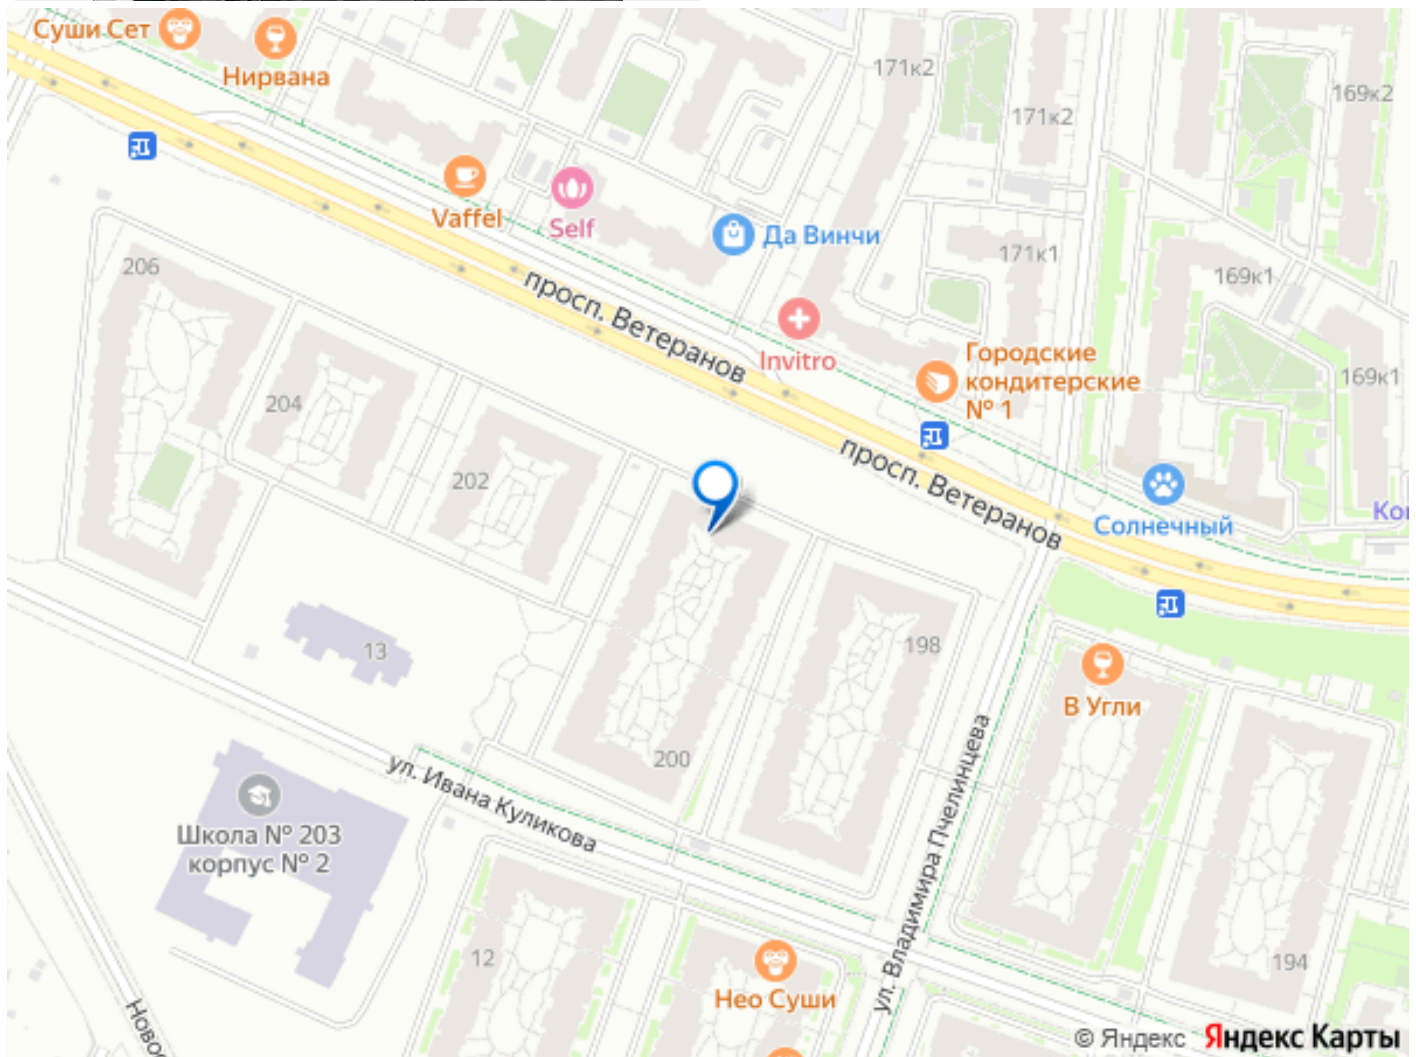 Суши Сет
Нирвана
171к2
169к2
171к2
Vaffel
Self
Да Винчи
206
171к1
169к1
просп. Ветеранов
Invitro
Городские
кондитерские
№ 1
169к1
204
202
просп. Ветеранов
Солнечный
13
198
В Угли
200
ул. Ивана Куликова
ул. Владимира Пчелинцева
Школа № 203
корпус № 2
12
194
Нео Суши
© Яндекс Яндекс Карты